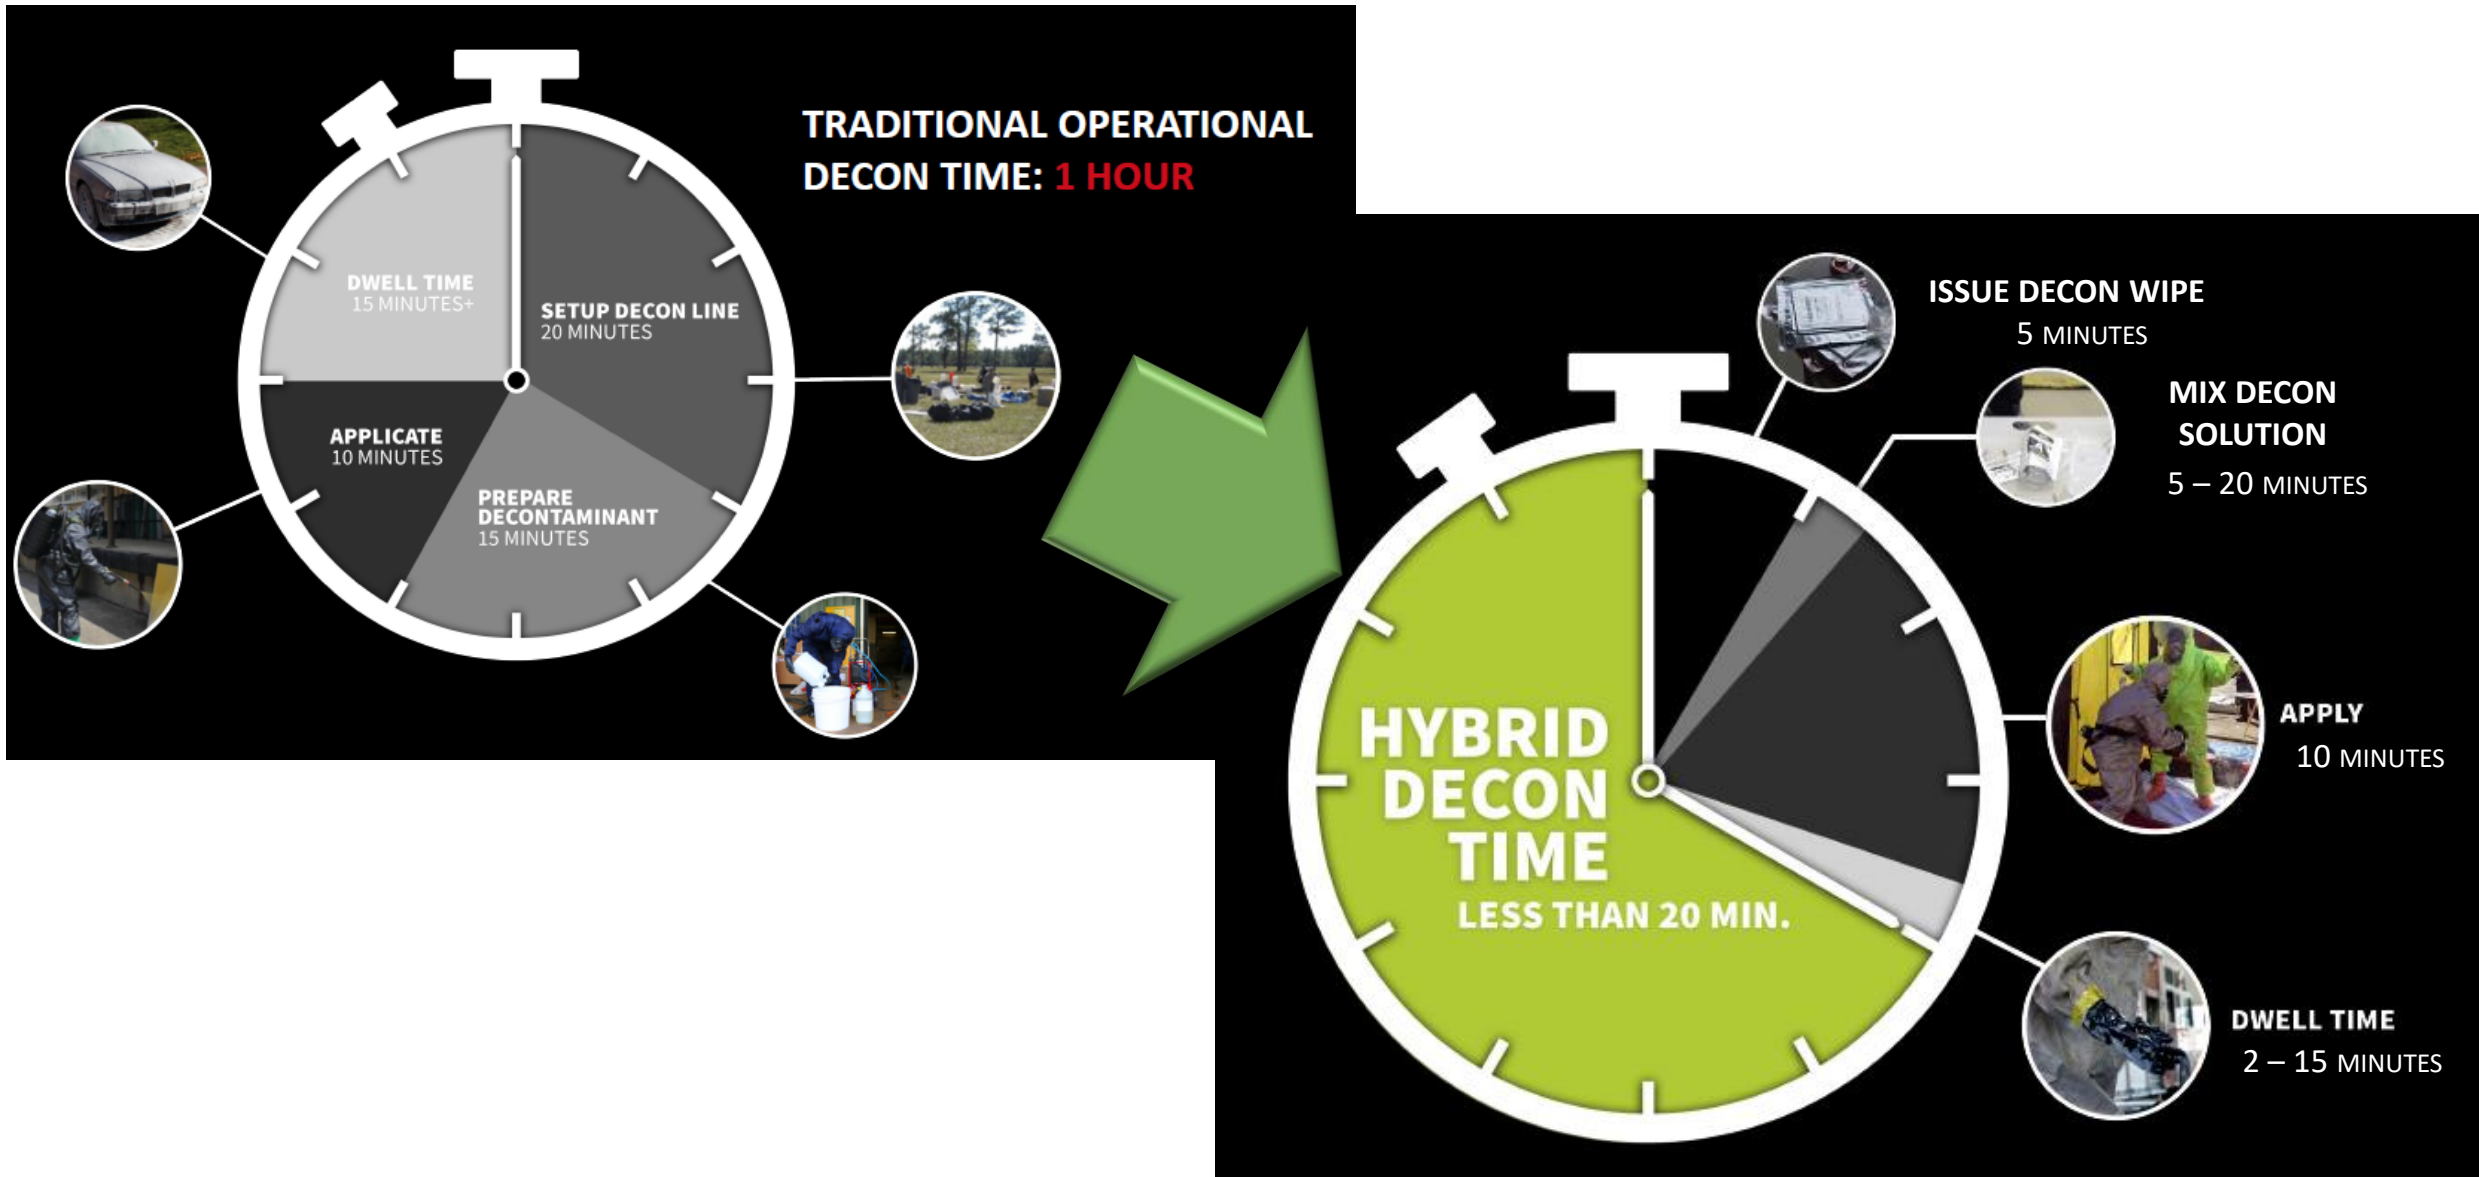 TRADITIONAL OPERATIONAL
DECON TIME: 1 HOUR
DWELL TIME
15 MINUTES+
SETUP DECON LINE
20 MINUTES
APPLICATE
10 MINUTES
PREPARE
DECONTAMINANT
15 MINUTES
ISSUE DECON WIPE
5 MINUTES
MIX DECON
SOLUTION
5 – 20 MINUTES
APPLY
10 MINUTES
DWELL TIME
2 – 15 MINUTES
HYBRID
DECON
TIME
LESS THAN 20 MIN.